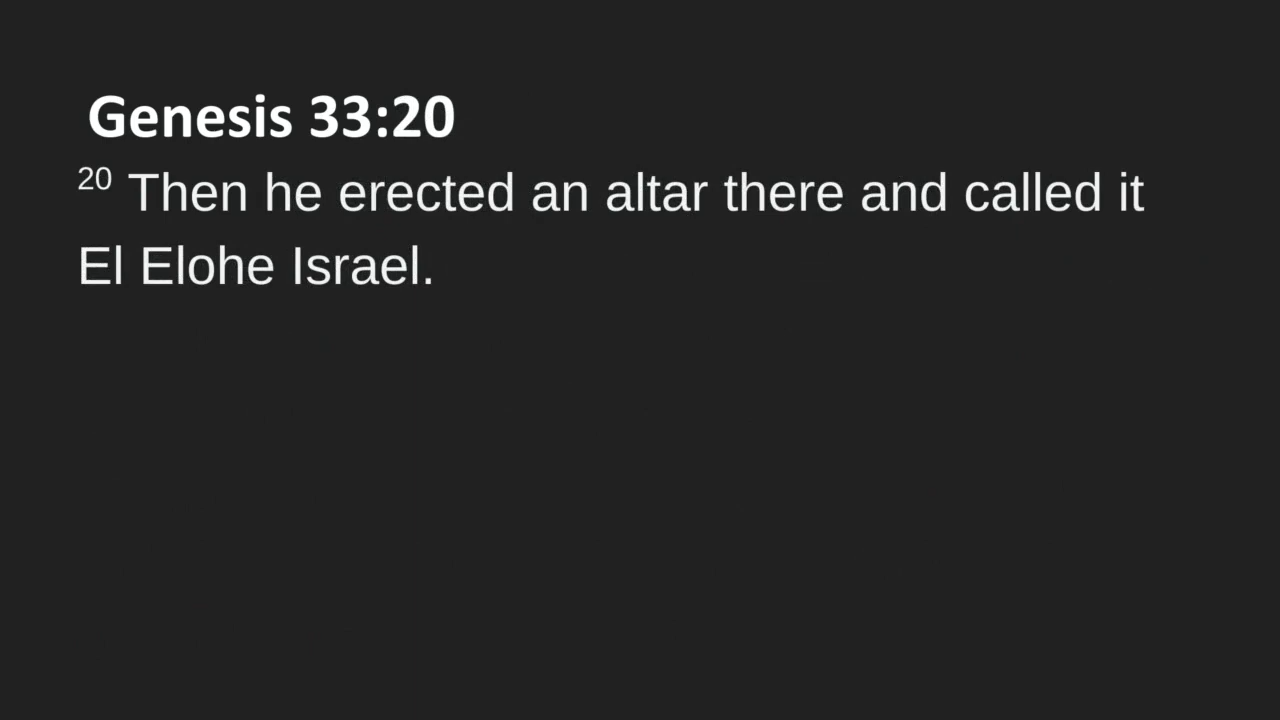 Genesis 33:20
20 Then he erected an altar there and called it
El Elohe Israel.